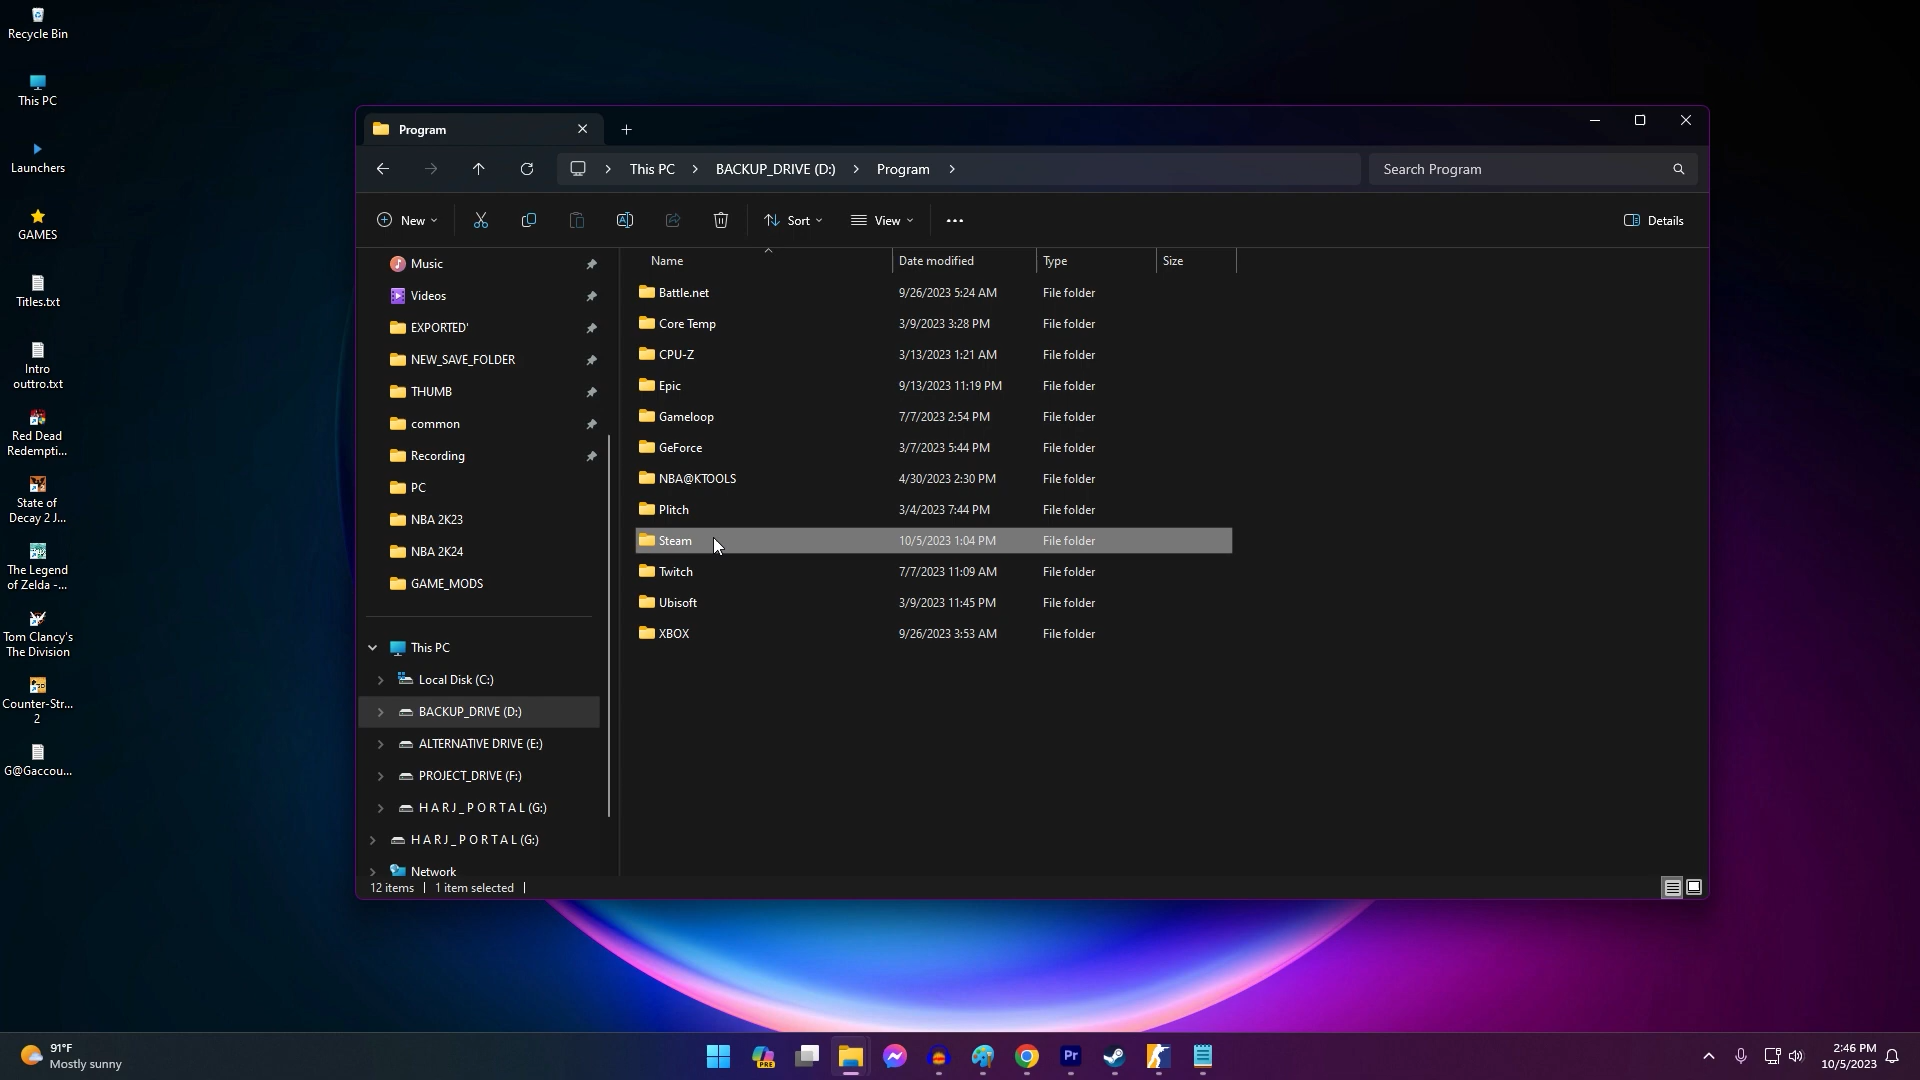 Recycle Bin
This PC
Launchers
GAMES
Titles.txt
Intro
outtro.txt
Red Dead
Redempti...
State of
Decay 2 J...
The Legend
of Zelda -...
Tom Clancy's
The Division
Counter-Str...
2
G@Gaccou...
Program
This PC
BACKUP_DRIVE (D:)
Program
Search Program
New
Sort
View
Details
Music
Videos
EXPORTED'
NEW_SAVE_FOLDER
THUMB
common
Recording
PC
NBA 2K23
NBA 2K24
GAME_MODS
This PC
Local Disk (C:)
BACKUP_DRIVE (D:)
ALTERNATIVE DRIVE (E:)
PROJECT_DRIVE (F:)
H A R J _ P O R T A L (G:)
H A R J _ P O R T A L (G:)
Network
Name Date modified Type Size
Battle.net 9/26/2023 5:24 AM File folder
Core Temp 3/9/2023 3:28 PM File folder
CPU-Z 3/13/2023 1:21 AM File folder
Epic 9/13/2023 11:19 PM File folder
Gameloop 7/7/2023 2:54 PM File folder
GeForce 3/7/2023 5:44 PM File folder
NBA@KTOOLS 4/30/2023 2:30 PM File folder
Plitch 3/4/2023 7:44 PM File folder
Steam 10/5/2023 1:04 PM File folder
Twitch 7/7/2023 11:09 AM File folder
Ubisoft 3/9/2023 11:45 PM File folder
XBOX 9/26/2023 3:53 AM File folder
12 items 1 item selected
91°F
Mostly sunny
PRE
Pr
2:46 PM
10/5/2023